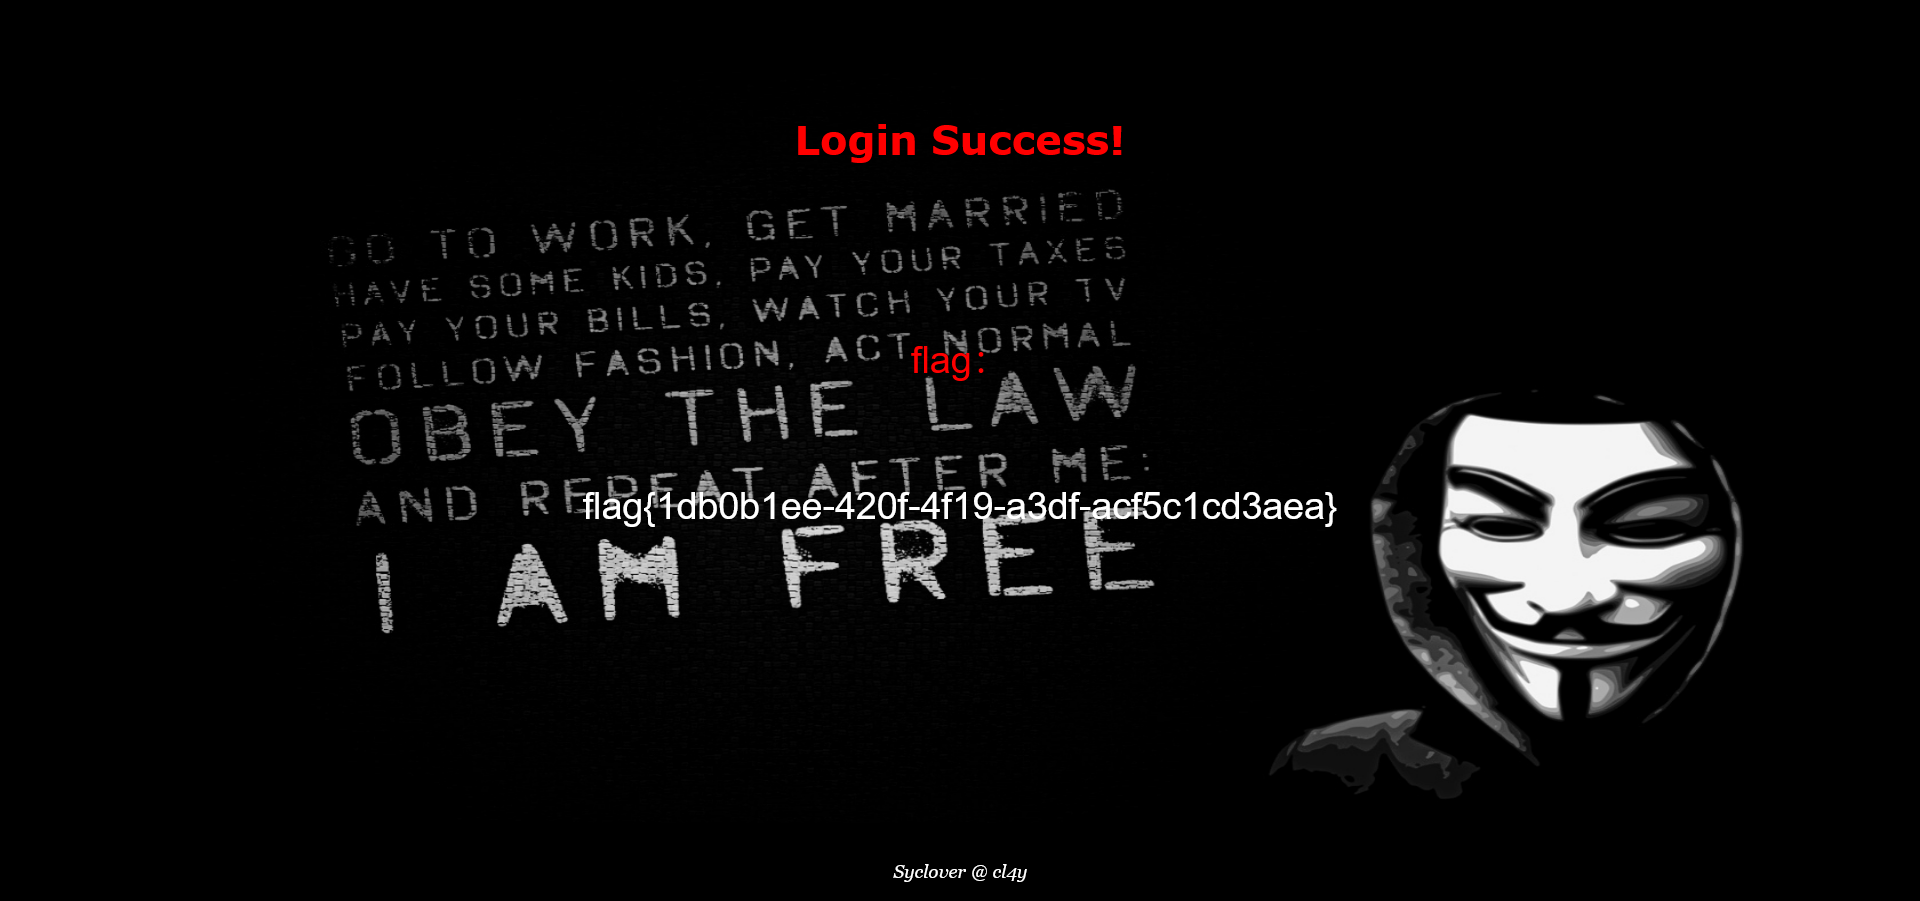 Login Success!
GO TO WORK, GET MARRIED
HAVE SOME KIDS, PAY YOUR TAXES
PAY YOUR BILLS, WATCH YOUR TV
FOLLOW FASHION, ACT NORMAL
flag:
OBEY THE LAW
AND REPEAT AFTER ME:
flag{1db0b1ee-420f-4f19-a3df-acf5c1cd3aea}
I AM FREE
Syclover @ cl4y